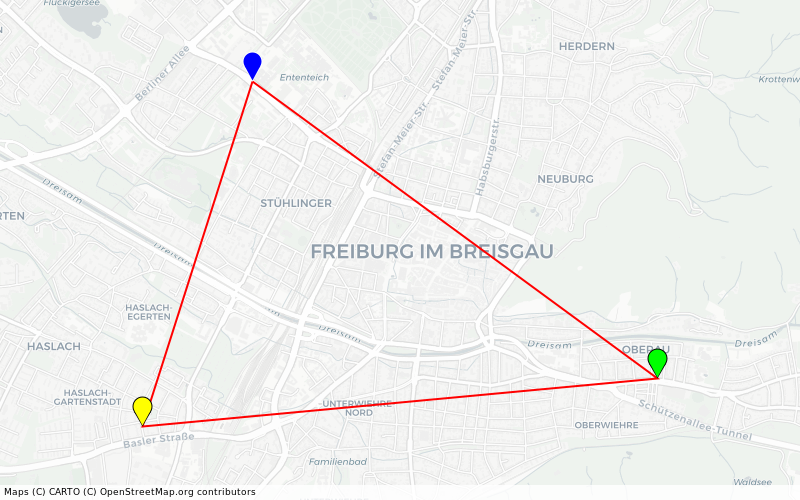 Flückigersee
HERDERN
Berliner Allee
Stefan-Meier-Str.
Ententeich
Krottenw
Stefan-Meier-Str.
Habsburgerstr
NEUBURG
Dreisam
STÜHLINGER
RTEN
FREIBURG IM BREISGAU
Dreisam
HASLACH-
EGERTEN
Dreisam
Dreisam
Dreisam
HASLACH
OBERAU
HASLACH-
GARTENSTADT
UNTERWIEHRE
NORD
Schützenallee-Tunnel
OBERWIEHRE
Basler Straße
Familienbad
Waldsee
Maps (C) CARTO (C) OpenStreetMap.org contributors